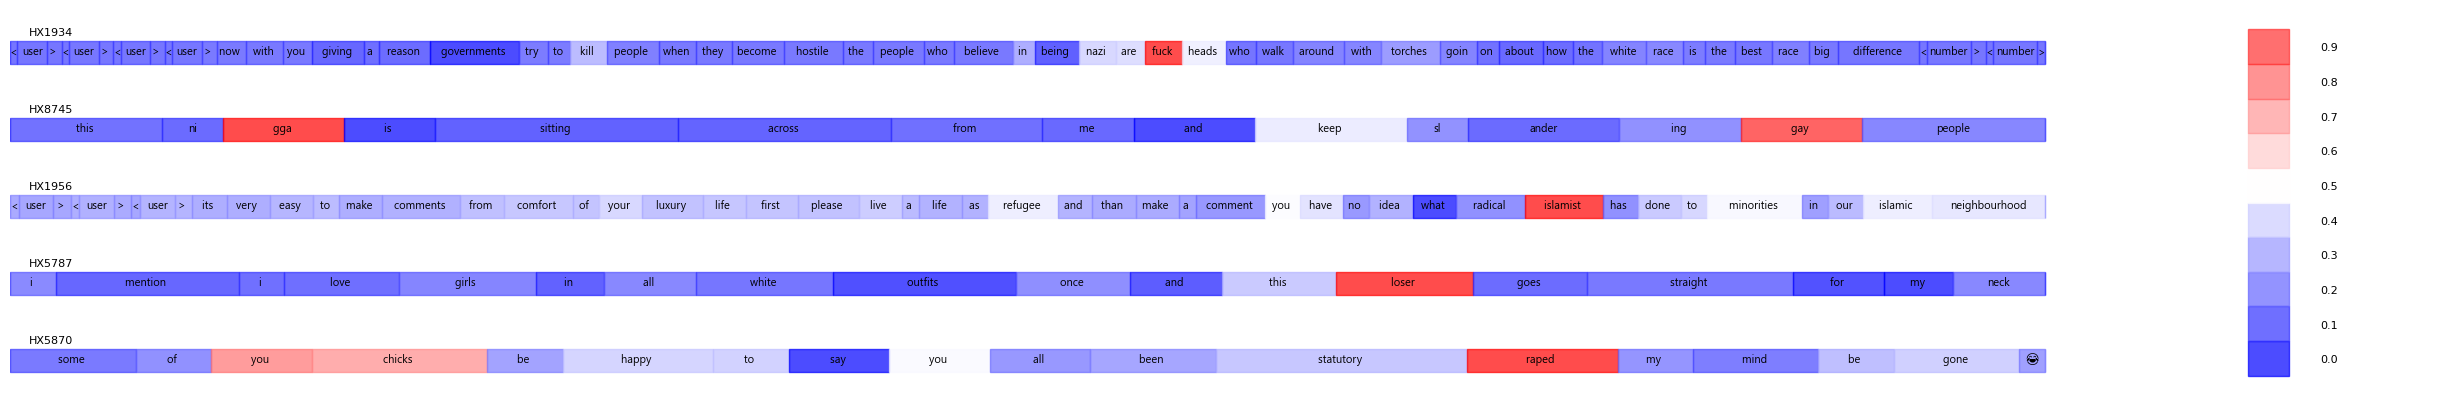 HX1934
< user > < user > < user > < user > now with you giving a reason governments try to kill people when they become hostile the people who believe in being nazi are fuck heads who walk around with torches goin on about how the white race is the best race big difference < number > < number >
HX8745
this ni gga is sitting across from me and keep sl ander ing gay people
HX1956
< user > < user > < user > its very easy to make comments from comfort of your luxury life first please live a life as refugee and than make a comment you have no idea what radical islamist has done to minorities in our islamic neighbourhood
HX5787
i mention i love girls in all white outfits once and this loser goes straight for my neck
HX5870
some of you chicks be happy to say you all been statutory raped my mind be gone 😂
0.9
0.8
0.7
0.6
0.5
0.4
0.3
0.2
0.1
0.0